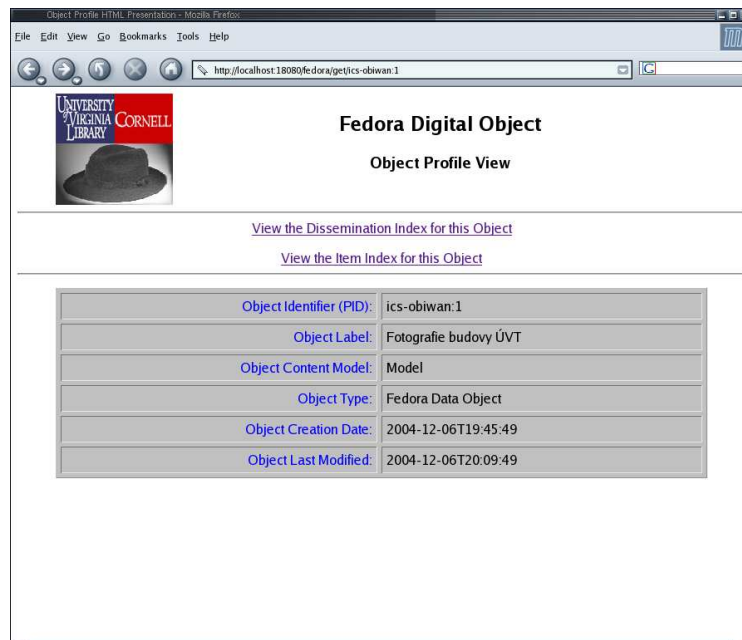 Object Profile HTML Presentation - Mozilla Firefox
File Edit View Go Bookmarks Tools Help
http://localhost:18080/fedora/get/ics-obiwan:1
G
UNIVERSITY
of VIRGINIA
LIBRARY
CORNELL
Fedora Digital Object
Object Profile View
View the Dissemination Index for this Object
View the Item Index for this Object
Object Identifier (PID): ics-obiwan:1
Object Label: Fotografie budovy ÚVT
Object Content Model: Model
Object Type: Fedora Data Object
Object Creation Date: 2004-12-06T19:45:49
Object Last Modified: 2004-12-06T20:09:49